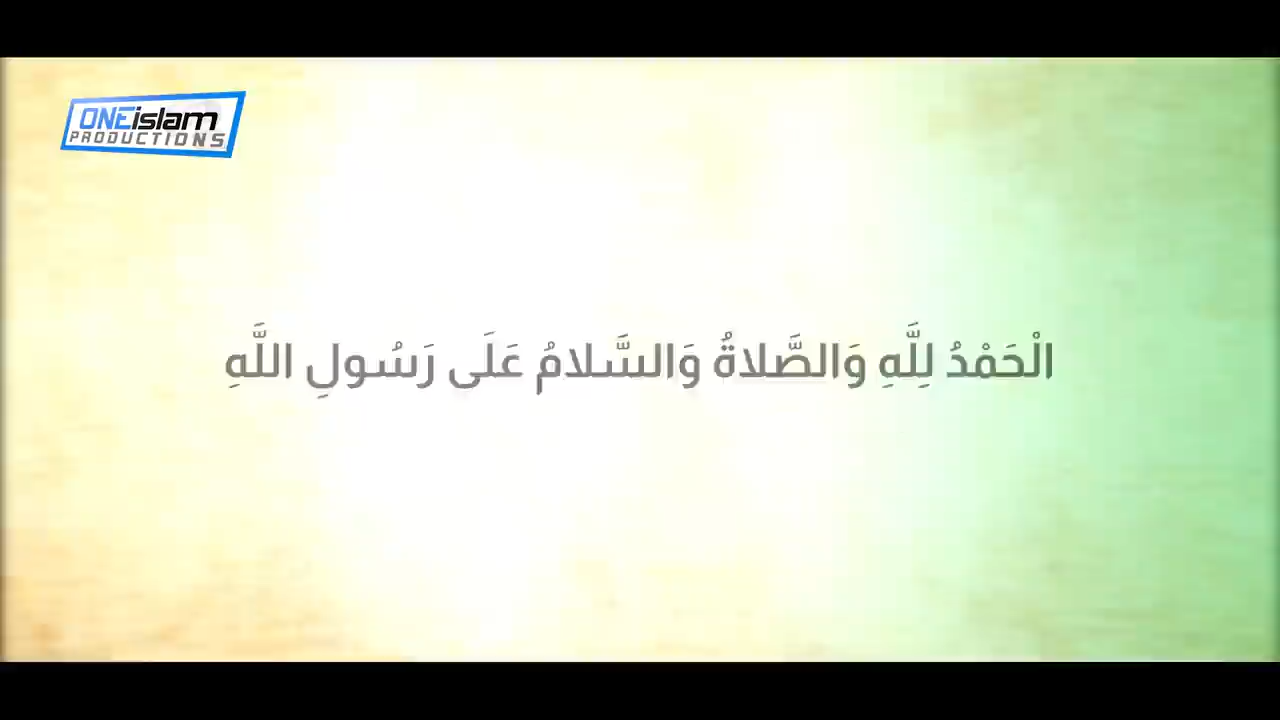 ONEislam
PRODUCTIONS
الْحَمْدُ لِلَّهِ وَالصَّلاةُ وَالسَّلامُ عَلَى رَسُولِ اللَّهِ